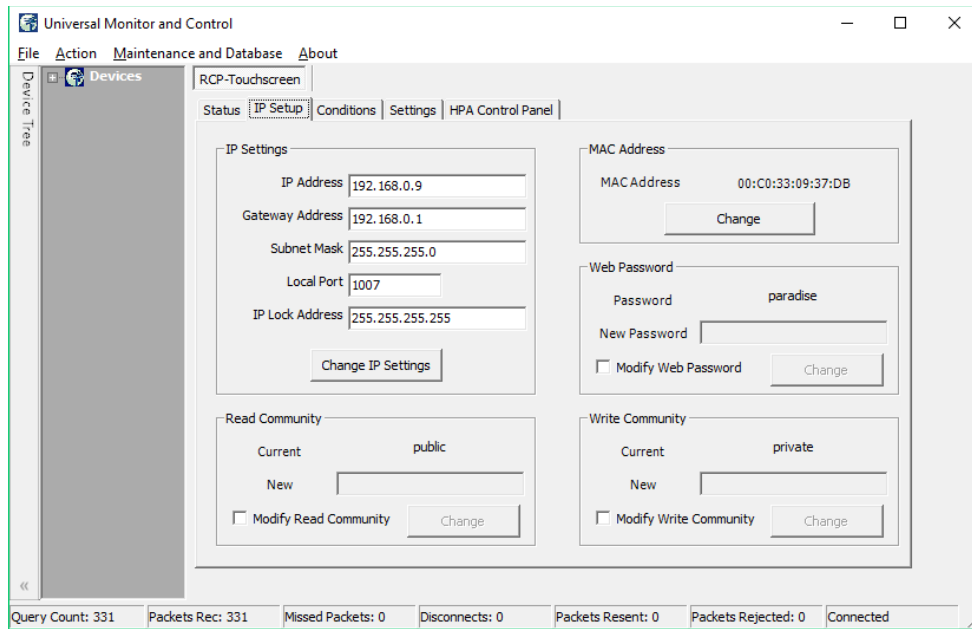 Universal Monitor and Control
File Action Maintenance and Database About
Device Tree
Devices
RCP-Touchscreen
Status IP Setup Conditions Settings HPA Control Panel
IP Settings
IP Address 192.168.0.9
Gateway Address 192.168.0.1
Subnet Mask 255.255.255.0
Local Port 1007
IP Lock Address 255.255.255.255
Change IP Settings
MAC Address
MAC Address 00:C0:33:09:37:DB
Change
Web Password
Password paradise
New Password
Modify Web Password Change
Read Community
Current public
New
Modify Read Community Change
Write Community
Current private
New
Modify Write Community Change
Query Count: 331 Packets Rec: 331 Missed Packets: 0 Disconnects: 0 Packets Resent: 0 Packets Rejected: 0 Connected